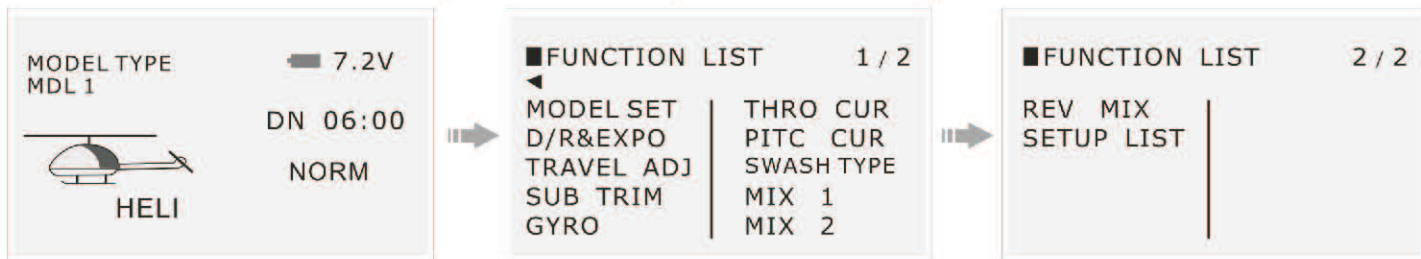 MODEL TYPE
MDL 1
7.2V
DN 06:00
NORM
HELI
■FUNCTION LIST 1/2
◀
MODEL SET
D/R&EXPO
TRAVEL ADJ
SUB TRIM
GYRO
THRO CUR
PITC CUR
SWASH TYPE
MIX 1
MIX 2
■FUNCTION LIST 2/2
REV MIX
SETUP LIST